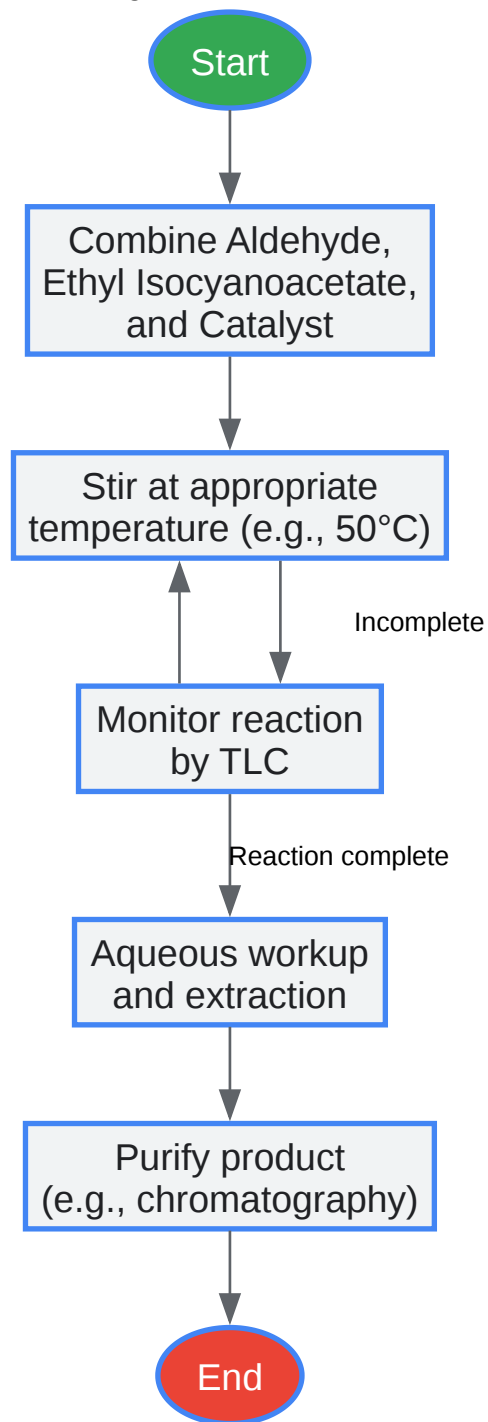 Start
Combine Aldehyde,
Ethyl Isocyanoacetate,
and Catalyst
Stir at appropriate
temperature (e.g., 50°C)
Incomplete
Monitor reaction
by TLC
Reaction complete
Aqueous workup
and extraction
Purify product
(e.g., chromatography)
End